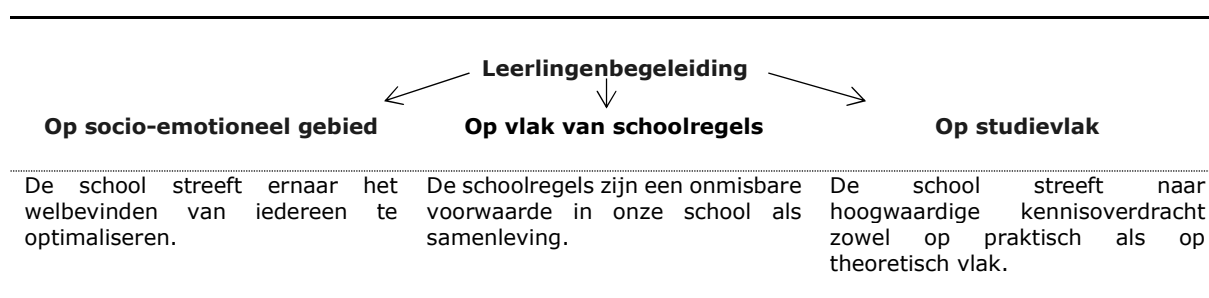 Leerlingenbegeleiding
Op socio-emotioneel gebied
Op vlak van schoolregels
Op studievlak
De school streeft ernaar het
welbevinden van iedereen te
optimaliseren.
De schoolregels zijn een onmisbare
voorwaarde in onze school als
samenleving.
De school streeft naar
hoogwaardige kennisoverdracht
zowel op praktisch als op
theoretisch vlak.